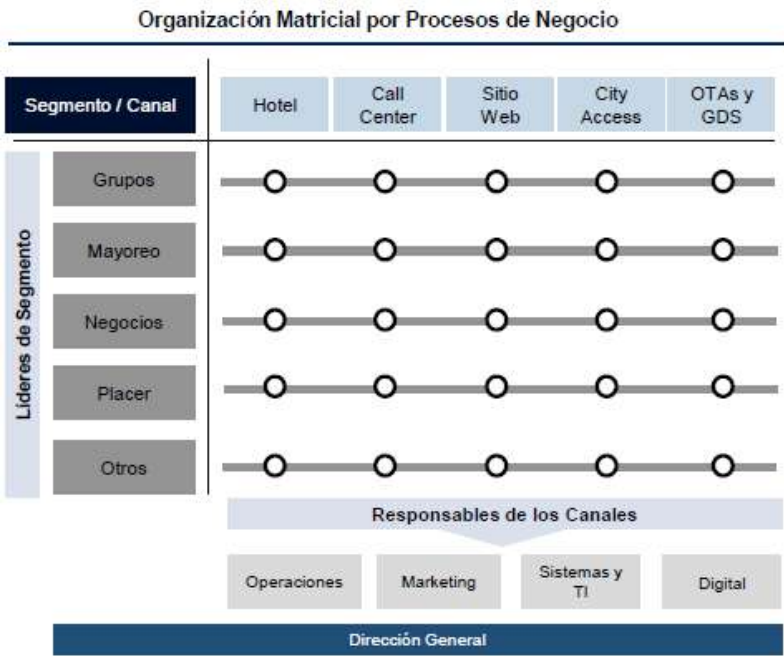 Organización Matricial por Procesos de Negocio
Segmento / Canal
Hotel
Call
Center
Sitio
Web
City
Access
OTAs y
GDS
Líderes de Segmento
Grupos
Mayoreo
Negocios
Placer
Otros
Responsables de los Canales
Operaciones
Marketing
Sistemas y
TI
Digital
Dirección General